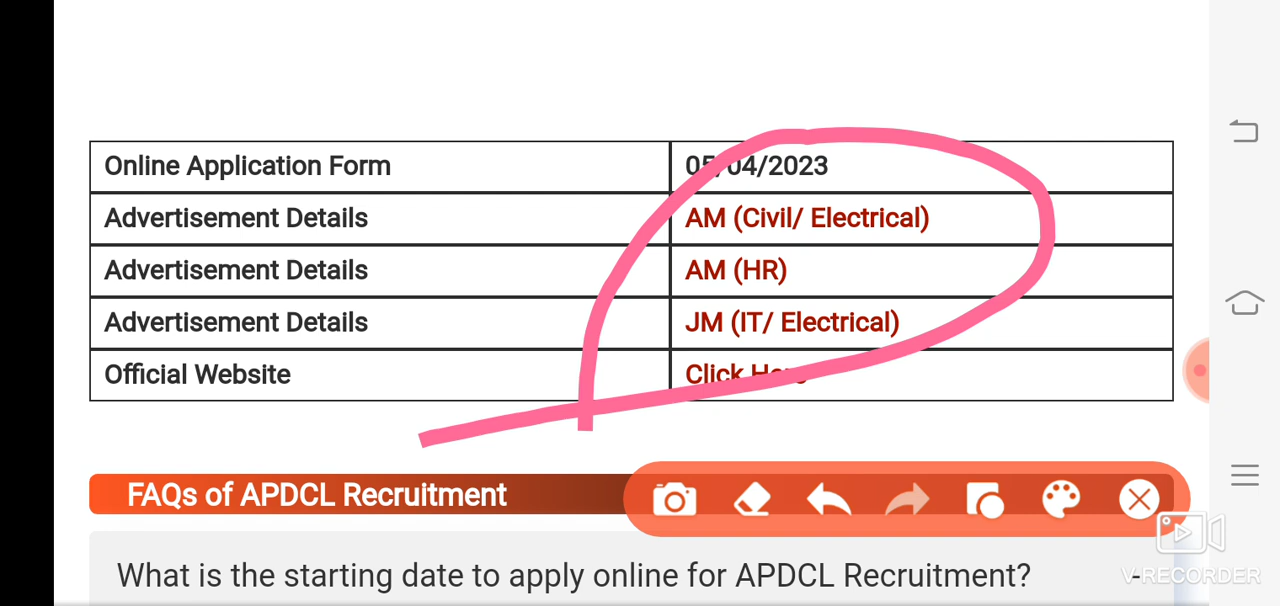 Online Application Form 05/04/2023
Advertisement Details AM (Civil/ Electrical)
Advertisement Details AM (HR)
Advertisement Details JM (IT/ Electrical)
Official Website Click Here
FAQs of APDCL Recruitment
What is the starting date to apply online for APDCL Recruitment? -
V-RECORDER